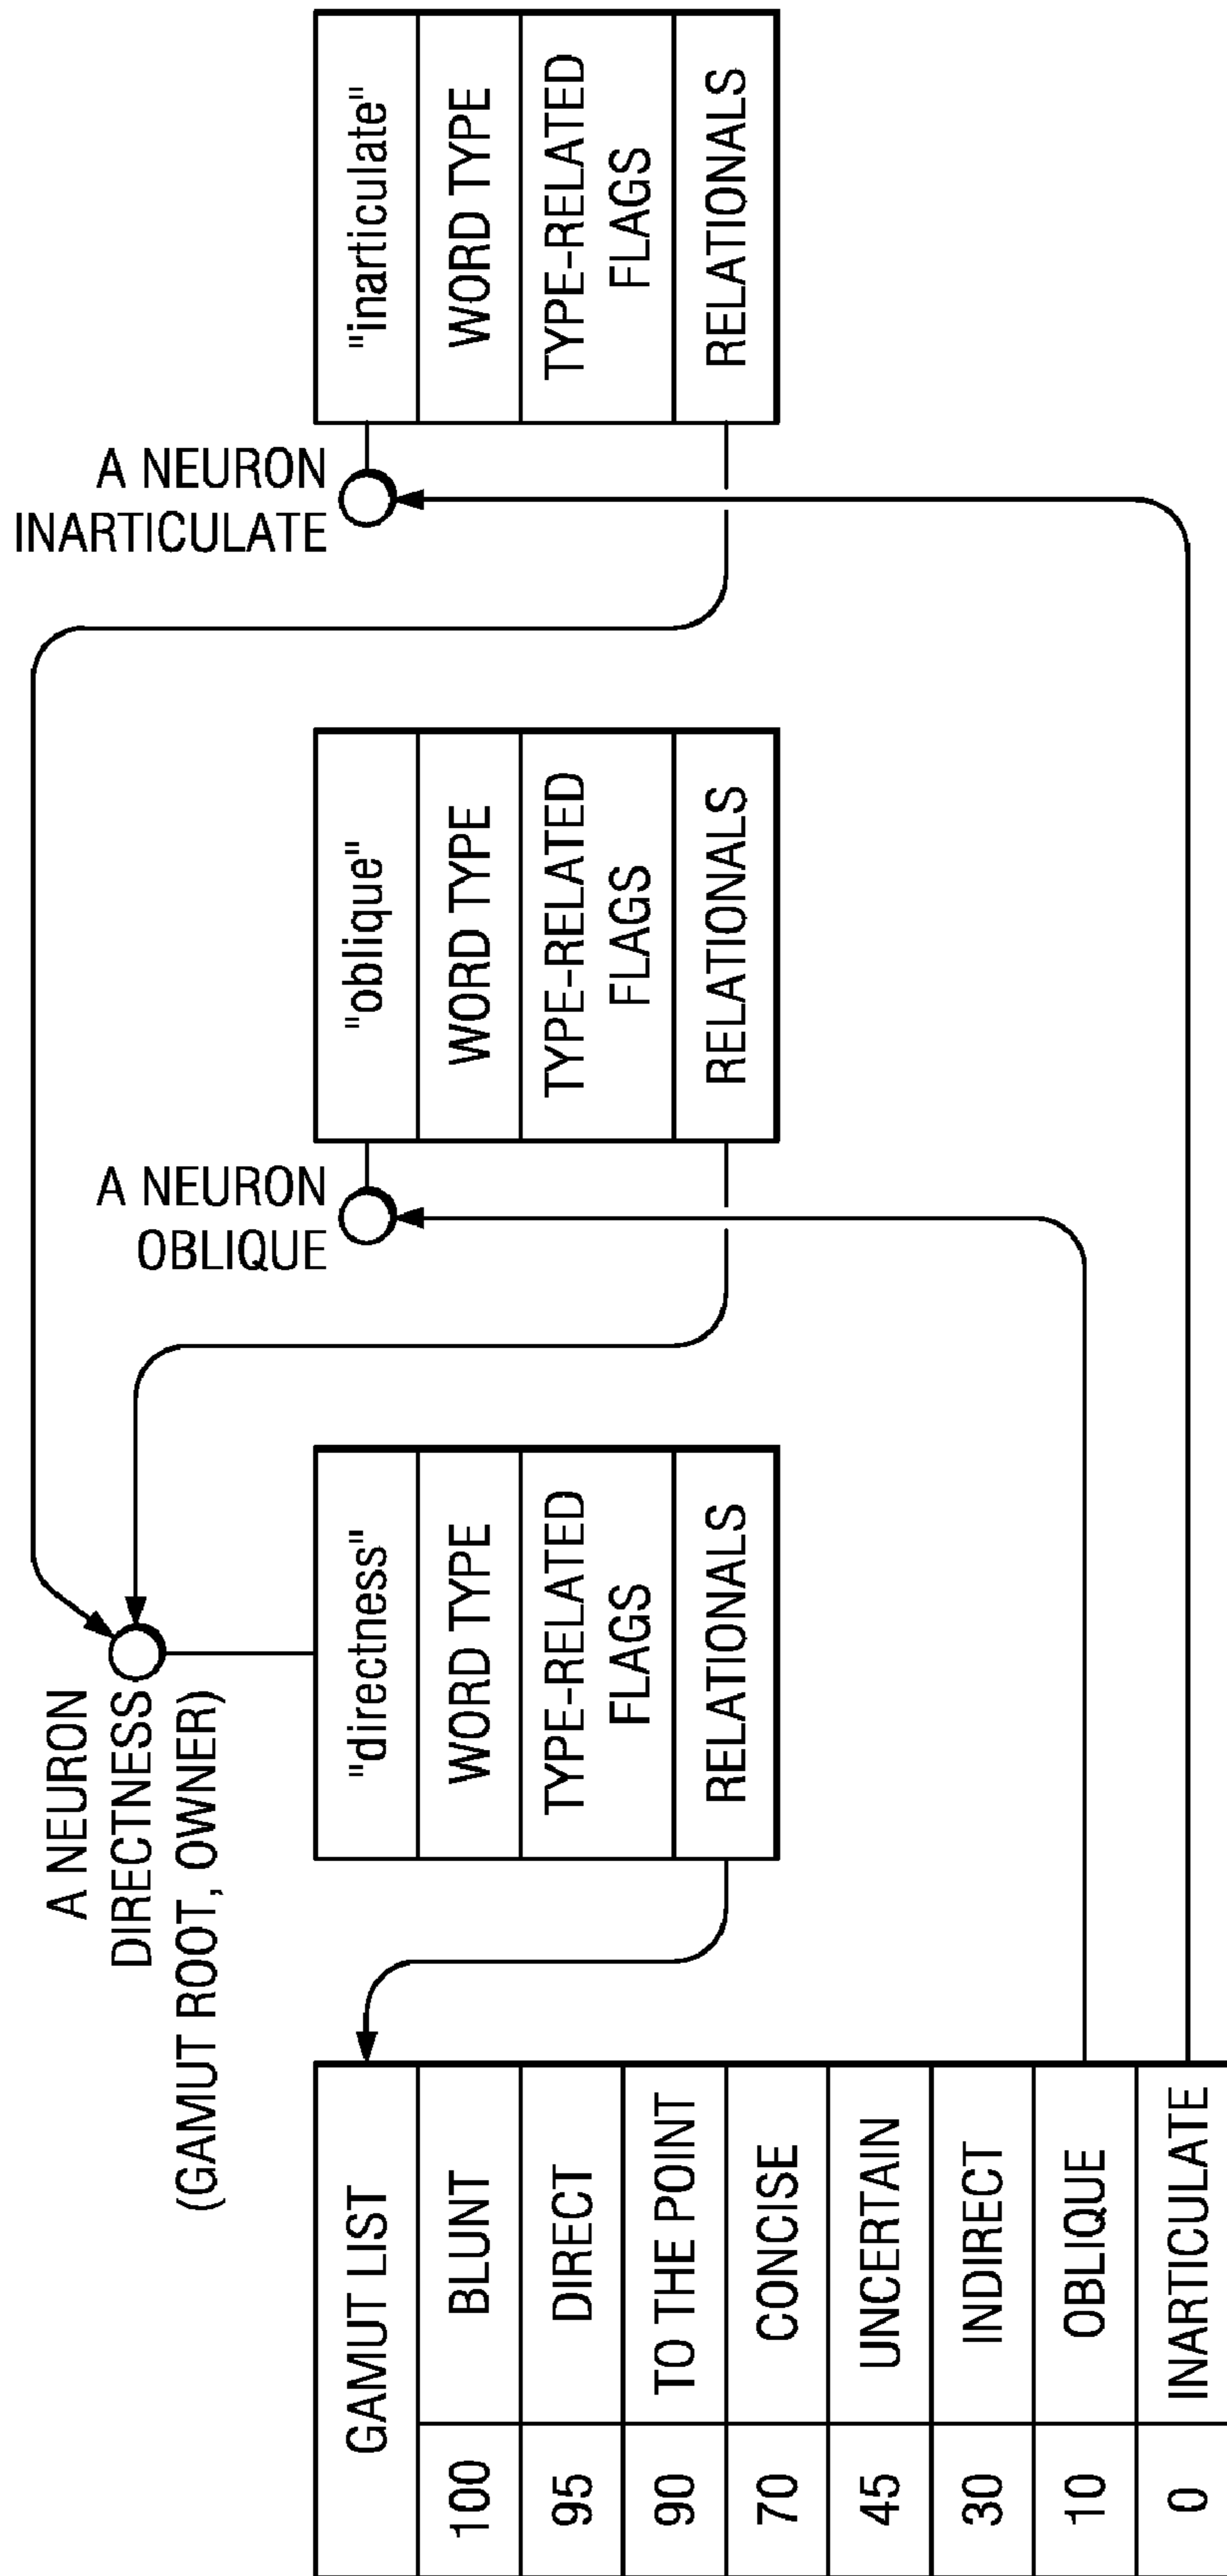 A NEURON
DIRECTNESS
(GAMUT ROOT, OWNER)
A NEURON
OBLIQUE
A NEURON
INARTICULATE
GAMUT LIST
100 BLUNT
95 DIRECT
90 TO THE POINT
70 CONCISE
45 UNCERTAIN
30 INDIRECT
10 OBLIQUE
0 INARTICULATE
"directness"
WORD TYPE
TYPE-RELATED
FLAGS
RELATIONALS
"oblique"
WORD TYPE
TYPE-RELATED
FLAGS
RELATIONALS
"inarticulate"
WORD TYPE
TYPE-RELATED
FLAGS
RELATIONALS